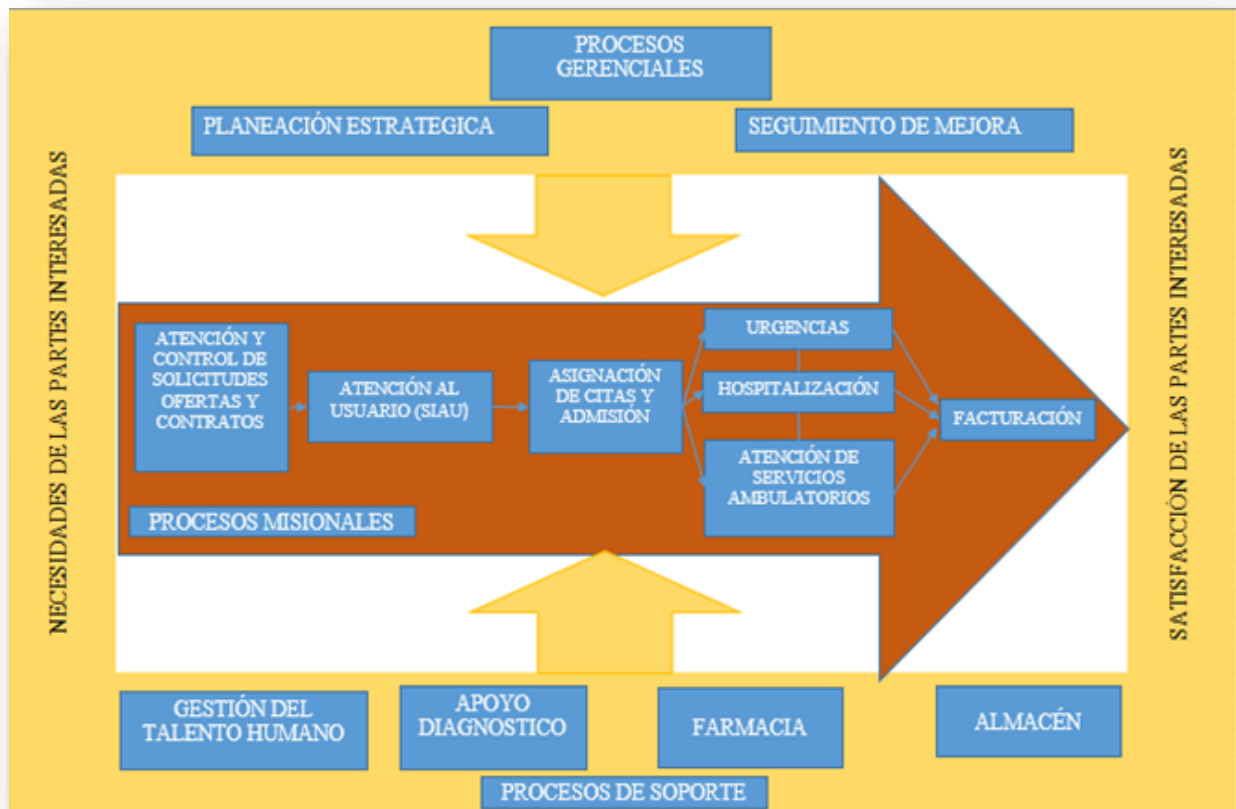 PROCESOS
GERENCIALES
PLANEACIÓN ESTRATEGICA
SEGUIMIENTO DE MEJORA
NECESIDADES DE LAS PARTES INTERESADAS
ATENCIÓN Y
CONTROL DE
SOLICITUDES
OFERTAS Y
CONTRATOS
ATENCIÓN AL
USUARIO (SIAU)
ASIGNACIÓN
DE CITAS Y
ADMISIÓN
URGENCIAS
HOSPITALIZACIÓN
ATENCIÓN DE
SERVICIOS
AMBULATORIOS
FACTURACIÓN
PROCESOS MISIONALES
SATISFACCIÓN DE LAS PARTES INTERESADAS
GESTIÓN DEL
TALENTO HUMANO
APOYO
DIAGNOSTICO
FARMACIA
ALMACÉN
PROCESOS DE SOPORTE